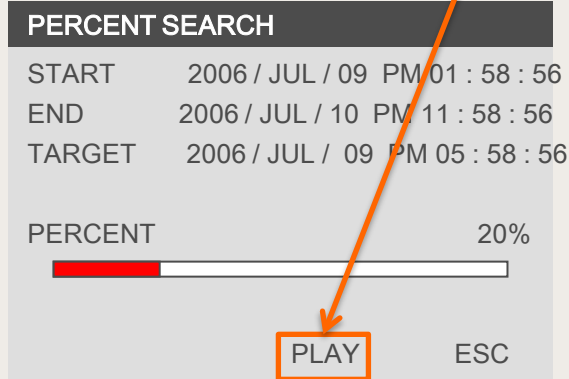 PERCENT SEARCH
START 2006 / JUL / 09 PM 01 : 58 : 56
END 2006 / JUL / 10 PM 11 : 58 : 56
TARGET 2006 / JUL / 09 PM 05 : 58 : 56
PERCENT 20%
PLAY ESC